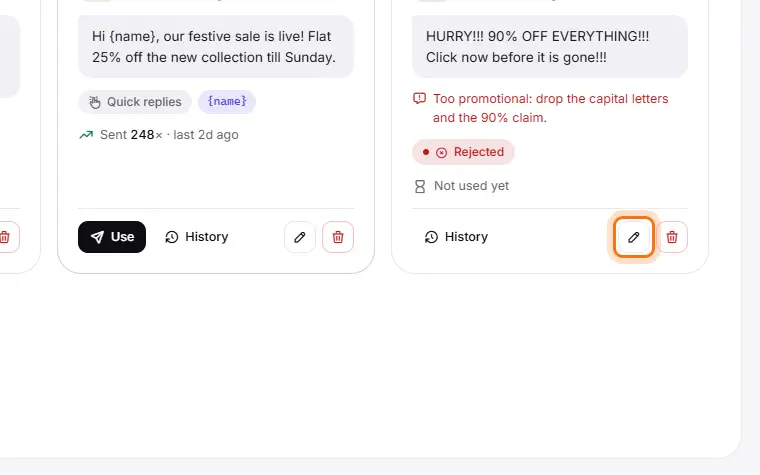 Hi {name}, our festive sale is live! Flat
25% off the new collection till Sunday.
Quick replies {name}
Sent 248× · last 2d ago
Use History
HURRY!!! 90% OFF EVERYTHING!!!
Click now before it is gone!!!
Too promotional: drop the capital letters
and the 90% claim.
Rejected
Not used yet
History